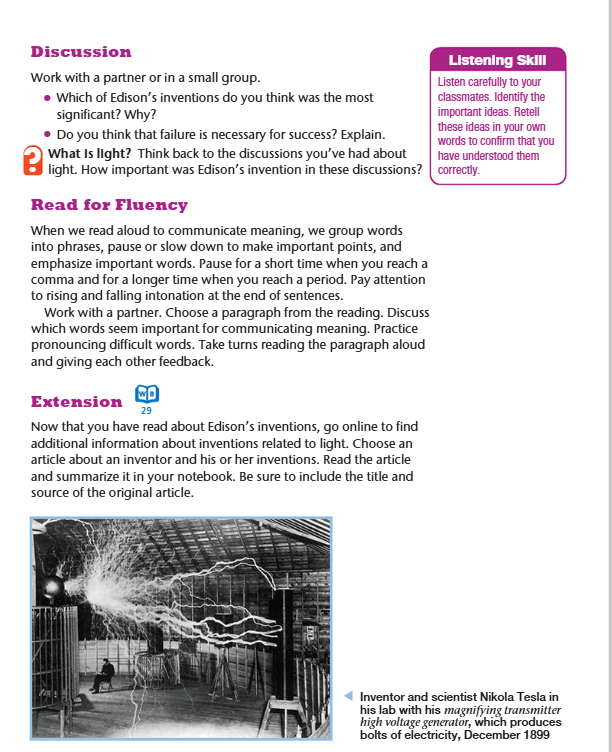 Discussion
Work with a partner or in a small group.
• Which of Edison's inventions do you think was the most
significant? Why?
• Do you think that failure is necessary for success? Explain.
? What is light? Think back to the discussions you've had about
light. How important was Edison's invention in these discussions?
Listening Skill
Listen carefully to your
classmates. Identify the
important ideas. Retell
these ideas in your own
words to confirm that you
have understood them
correctly.
Read for Fluency
When we read aloud to communicate meaning, we group words
into phrases, pause or slow down to make important points, and
emphasize important words. Pause for a short time when you reach a
comma and for a longer time when you reach a period. Pay attention
to rising and falling intonation at the end of sentences.
Work with a partner. Choose a paragraph from the reading. Discuss
which words seem important for communicating meaning. Practice
pronouncing difficult words. Take turns reading the paragraph aloud
and giving each other feedback.
Extension
W B
29
Now that you have read about Edison's inventions, go online to find
additional information about inventions related to light. Choose an
article about an inventor and his or her inventions. Read the article
and summarize it in your notebook. Be sure to include the title and
source of the original article.
Inventor and scientist Nikola Tesla in
his lab with his magnifying transmitter
high voltage generator, which produces
bolts of electricity, December 1899